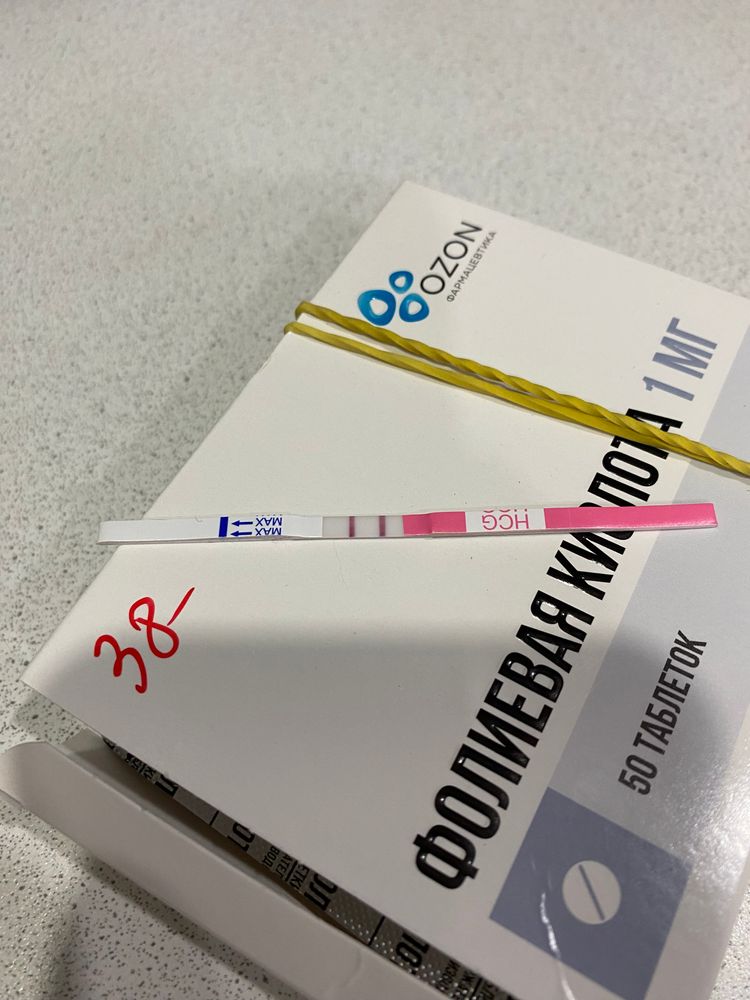 OZON
ФАРМАЦЕВТИКА
ФОЛИЕВАЯ КИСЛОТА 1 МГ
50 ТАБЛЕТОК
MAX
MAX
HCG
38-